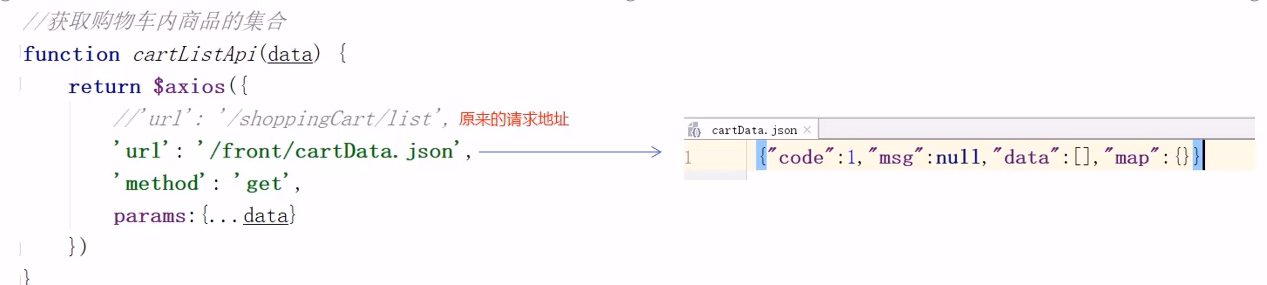 //获取购物车内商品的集合
function cartListApi(data) {
return $axios({
//'url': '/shoppingCart/list', 原来的请求地址
'url': '/front/cartData.json',
'method': 'get',
params:{...data}
})
}
cartData.json
1 {"code":1,"msg":null,"data":[],"map":{}}